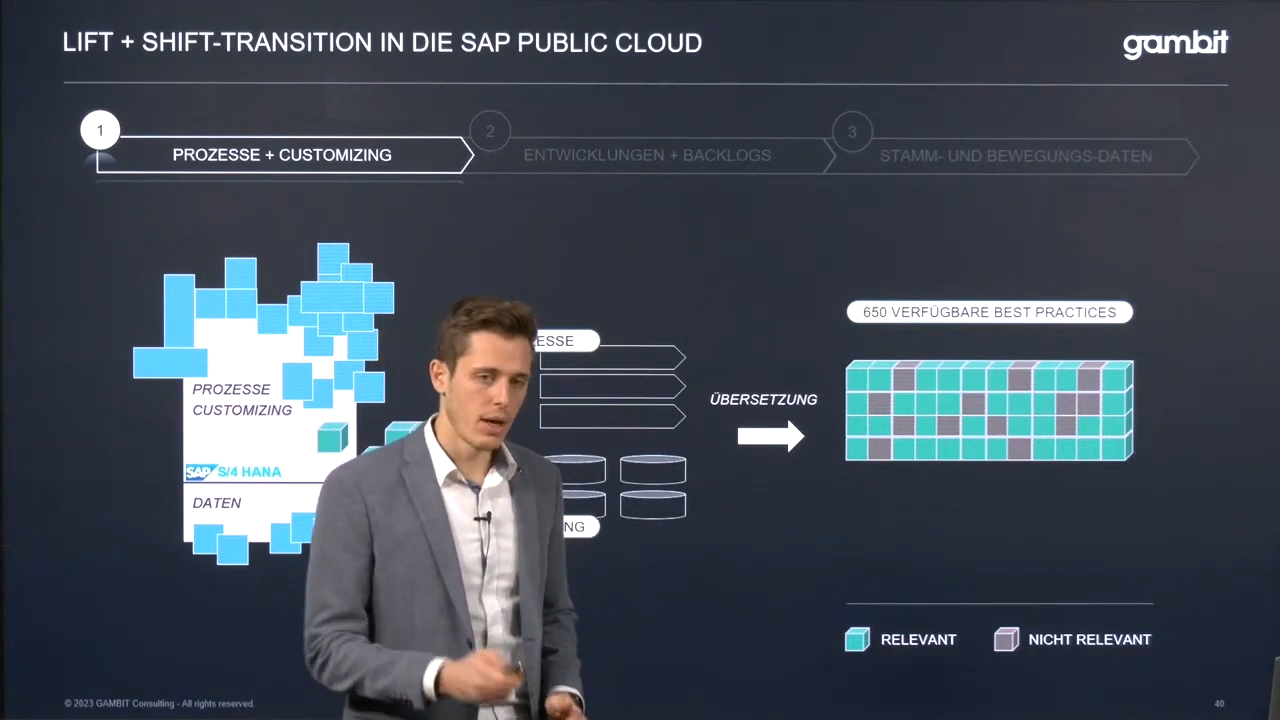 LIFT + SHIFT-TRANSITION IN DIE SAP PUBLIC CLOUD
gambit
1
PROZESSE + CUSTOMIZING
2
ENTWICKLUNGEN + BACKLOGS
3
STAMM- UND BEWEGUNGS-DATEN
650 VERFÜGBARE BEST PRACTICES
ESSE
PROZESSE
CUSTOMIZING
ÜBERSETZUNG
SAP S/4 HANA
DATEN
NG
RELEVANT
NICHT RELEVANT
© 2023 GAMBIT Consulting - All rights reserved.
40